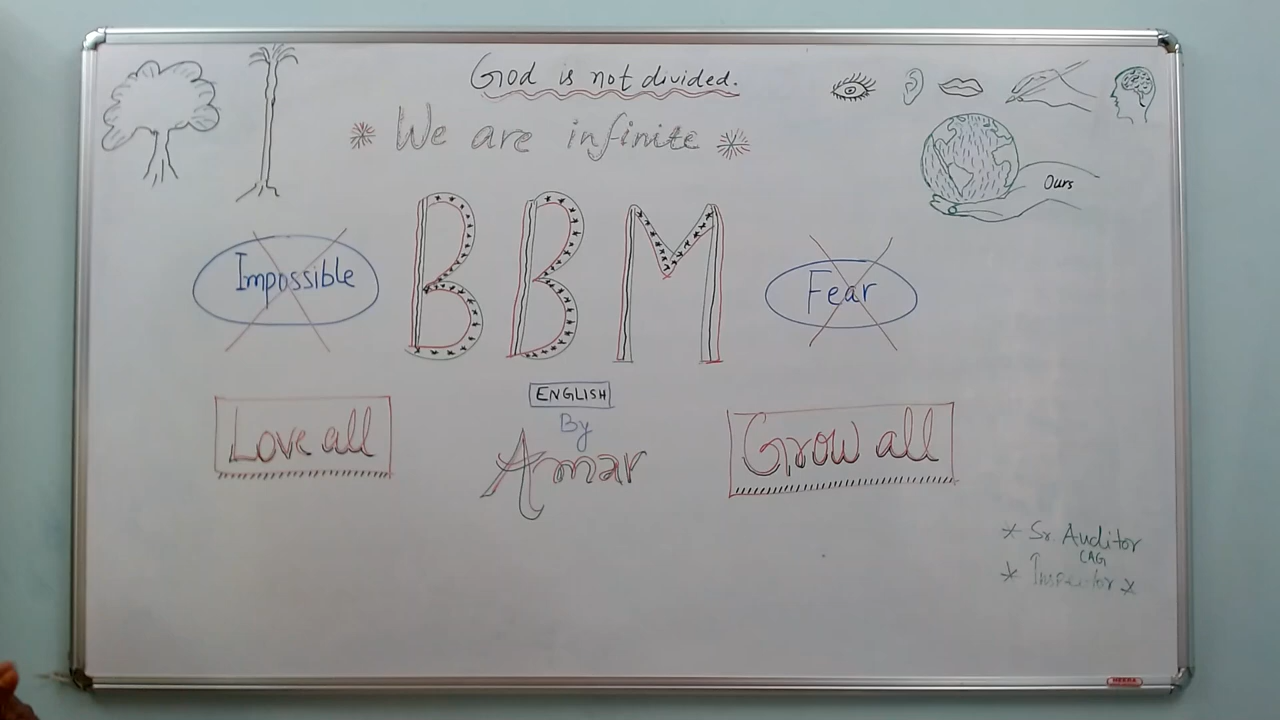 God is not divided.
We are infinite
Ours
BBM
Impossible
Fear
ENGLISH
By
Amar
Love all
Grow all
Sr. Auditor
CAG
Inspector